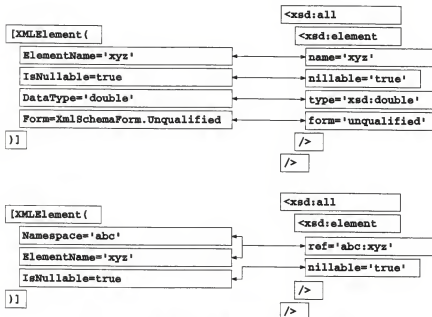 <xsd:all
[XMLElement( <xsd:element
ElementName='xyz' name='xyz'
IsNullable=true nillable='true'
DataType='double' type='xsd:double'
Form=XmlSchemaForm.Unqualified form='unqualified'
)] />
/>
<xsd:all
[XMLElement( <xsd:element
Namespace='abc'
ref='abc:xyz'
ElementName='xyz'
nillable='true'
IsNullable=true
)] />
/>